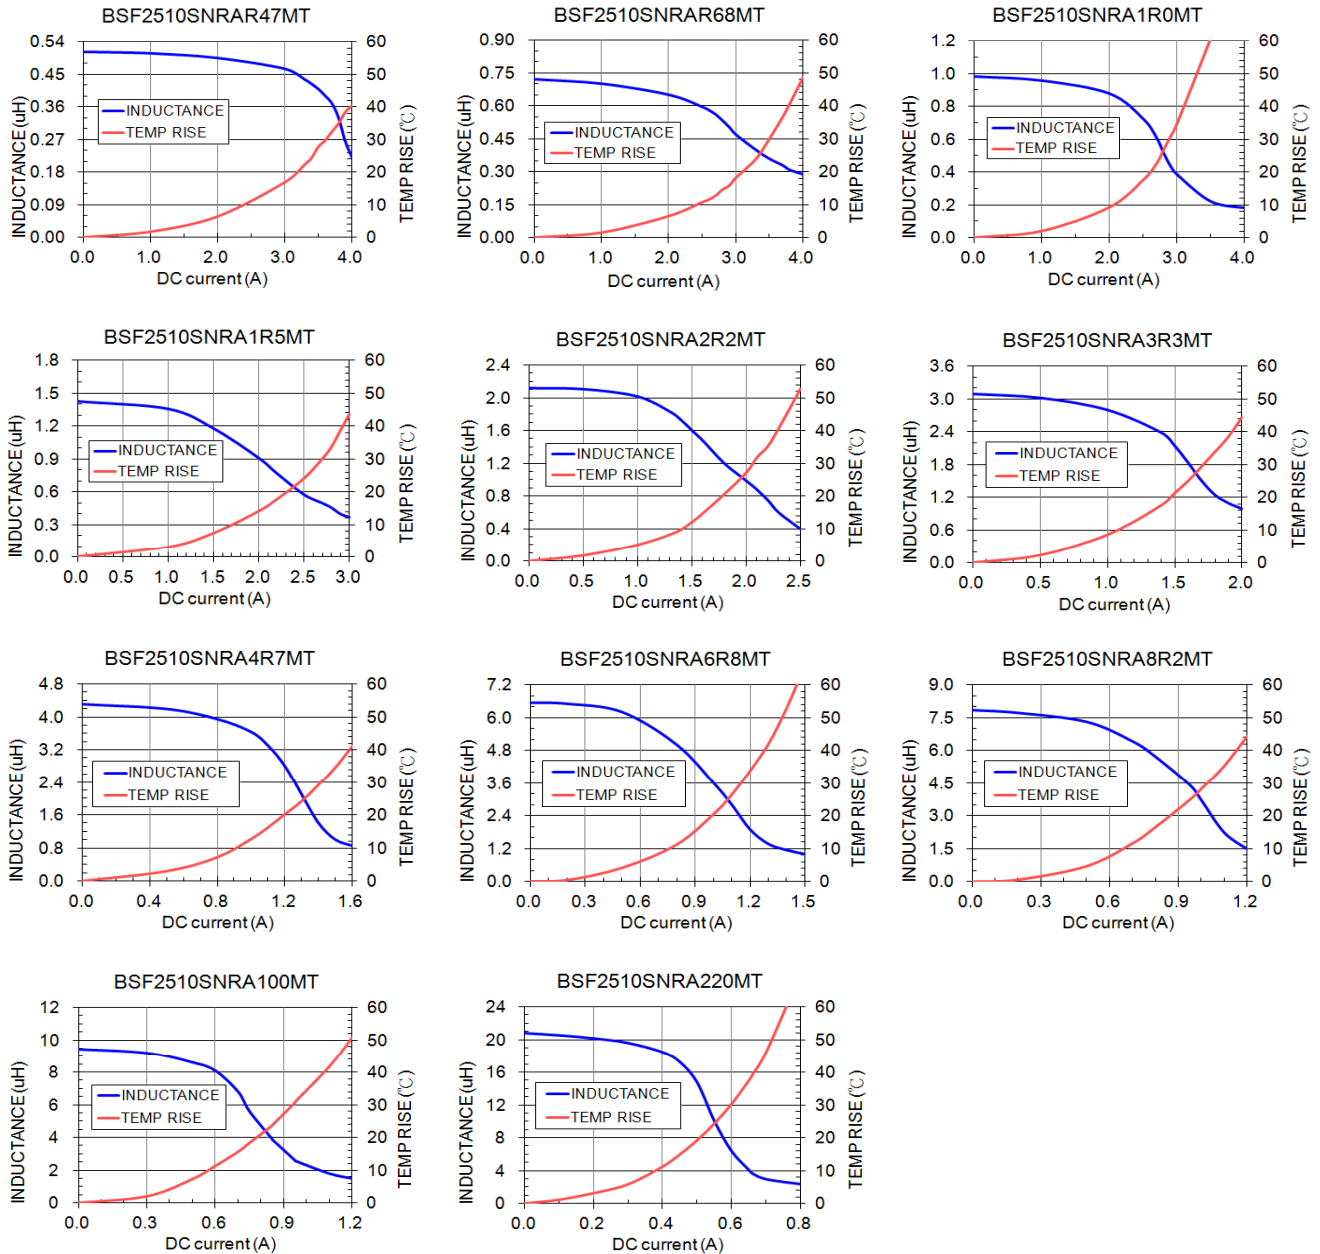 BSF2510SNRAR47MT
INDUCTANCE (uH)
0.54
0.45
0.36
0.27
0.18
0.09
0.00
INDUCTANCE
TEMP RISE
60
50
40
30
20
10
0
TEMP RISE (℃)
0.0 1.0 2.0 3.0 4.0
DC current (A)
BSF2510SNRAR68MT
INDUCTANCE (uH)
0.90
0.75
0.60
0.45
0.30
0.15
0.00
INDUCTANCE
TEMP RISE
60
50
40
30
20
10
0
TEMP RISE (℃)
0.0 1.0 2.0 3.0 4.0
DC current (A)
BSF2510SNRA1R0MT
INDUCTANCE (uH)
1.2
1.0
0.8
0.6
0.4
0.2
0.0
INDUCTANCE
TEMP RISE
60
50
40
30
20
10
0
TEMP RISE (℃)
0.0 1.0 2.0 3.0 4.0
DC current (A)
BSF2510SNRA1R5MT
INDUCTANCE (uH)
1.8
1.5
1.2
0.9
0.6
0.3
0.0
INDUCTANCE
TEMP RISE
60
50
40
30
20
10
0
TEMP RISE (℃)
0.0 0.5 1.0 1.5 2.0 2.5 3.0
DC current (A)
BSF2510SNRA2R2MT
INDUCTANCE (uH)
2.4
2.0
1.6
1.2
0.8
0.4
0.0
INDUCTANCE
TEMP RISE
60
50
40
30
20
10
0
TEMP RISE (℃)
0.0 0.5 1.0 1.5 2.0 2.5
DC current (A)
BSF2510SNRA3R3MT
INDUCTANCE (uH)
3.6
3.0
2.4
1.8
1.2
0.6
0.0
INDUCTANCE
TEMP RISE
60
50
40
30
20
10
0
TEMP RISE (℃)
0.0 0.5 1.0 1.5 2.0
DC current (A)
BSF2510SNRA4R7MT
INDUCTANCE (uH)
4.8
4.0
3.2
2.4
1.6
0.8
0.0
INDUCTANCE
TEMP RISE
60
50
40
30
20
10
0
TEMP RISE (℃)
0.0 0.4 0.8 1.2 1.6
DC current (A)
BSF2510SNRA6R8MT
INDUCTANCE (uH)
7.2
6.0
4.8
3.6
2.4
1.2
0.0
INDUCTANCE
TEMP RISE
60
50
40
30
20
10
0
TEMP RISE (℃)
0.0 0.3 0.6 0.9 1.2 1.5
DC current (A)
BSF2510SNRA8R2MT
INDUCTANCE (uH)
9.0
7.5
6.0
4.5
3.0
1.5
0.0
INDUCTANCE
TEMP RISE
60
50
40
30
20
10
0
TEMP RISE (℃)
0.0 0.3 0.6 0.9 1.2
DC current (A)
BSF2510SNRA100MT
INDUCTANCE (uH)
12
10
8
6
4
2
0
INDUCTANCE
TEMP RISE
60
50
40
30
20
10
0
TEMP RISE (℃)
0.0 0.3 0.6 0.9 1.2
DC current (A)
BSF2510SNRA220MT
INDUCTANCE (uH)
24
20
16
12
8
4
0
INDUCTANCE
TEMP RISE
60
50
40
30
20
10
0
TEMP RISE (℃)
0.0 0.2 0.4 0.6 0.8
DC current (A)